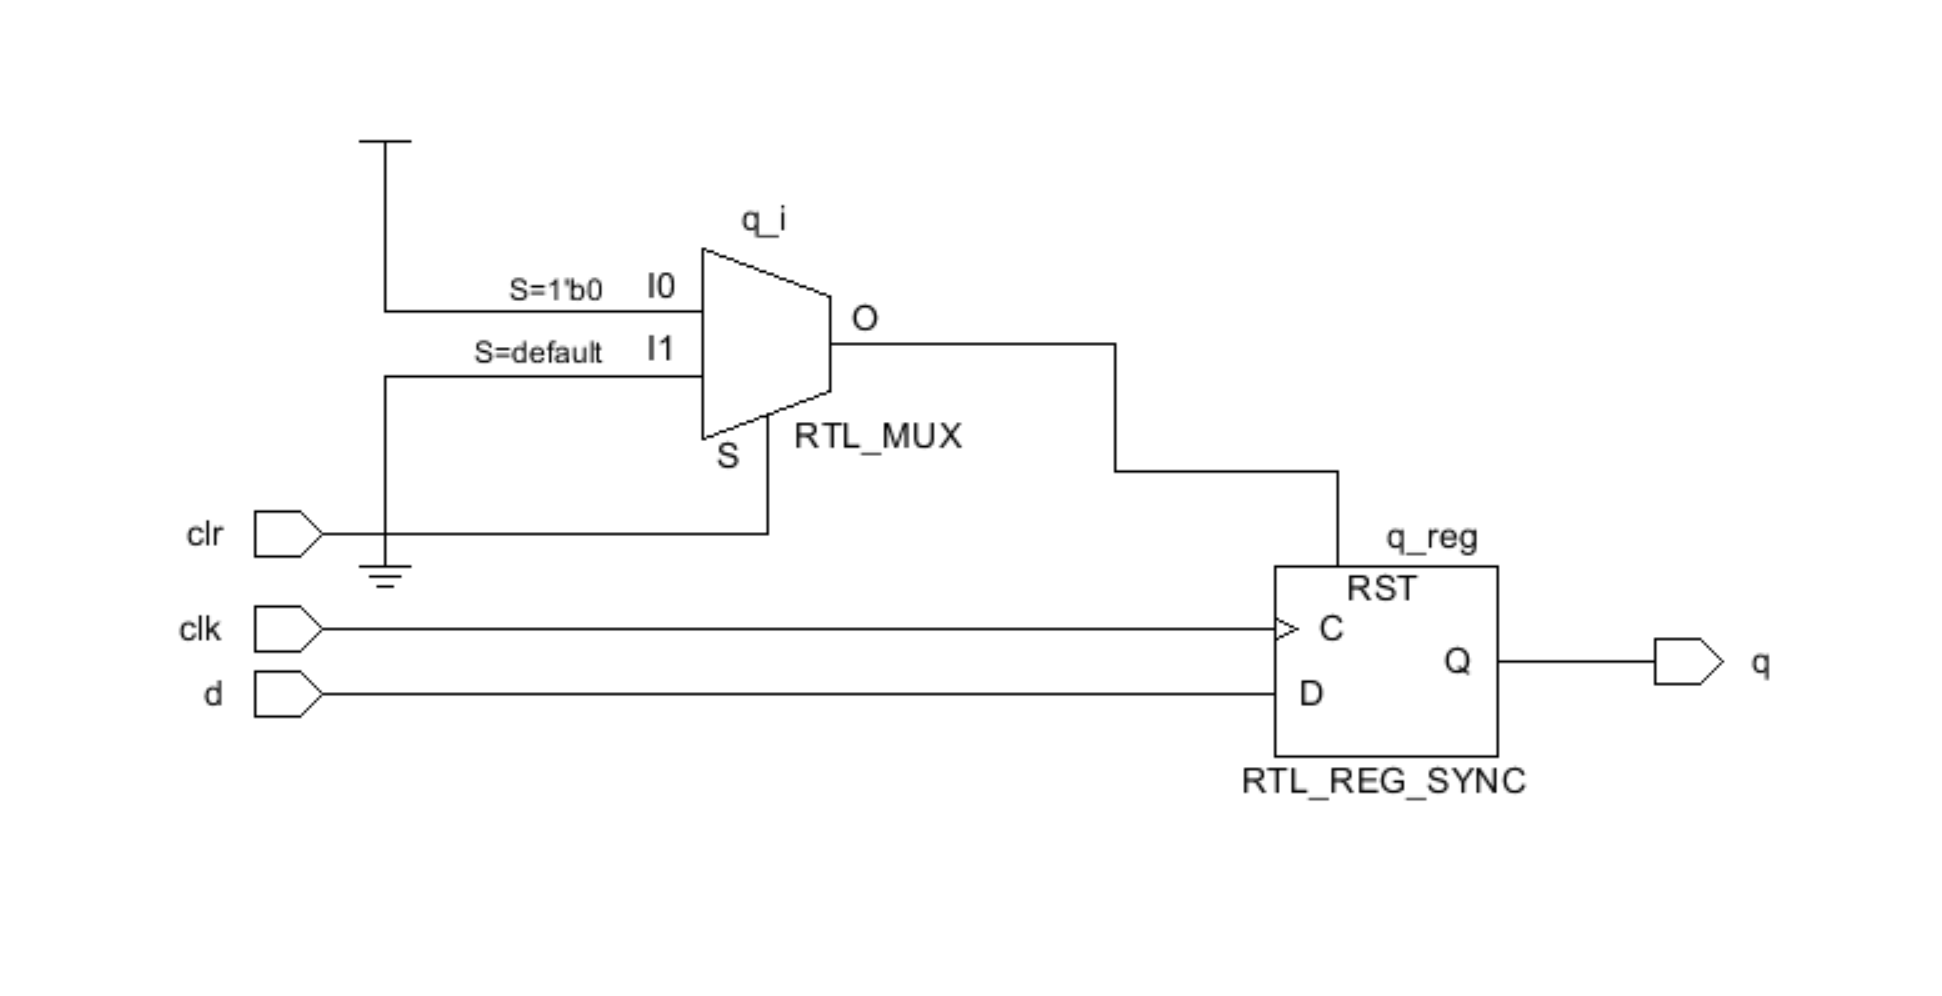 q_i
S=1'b0 I0
O
S=default I1
RTL_MUX
S
clr
q_reg
RST
clk
C
Q
q
d
D
RTL_REG_SYNC